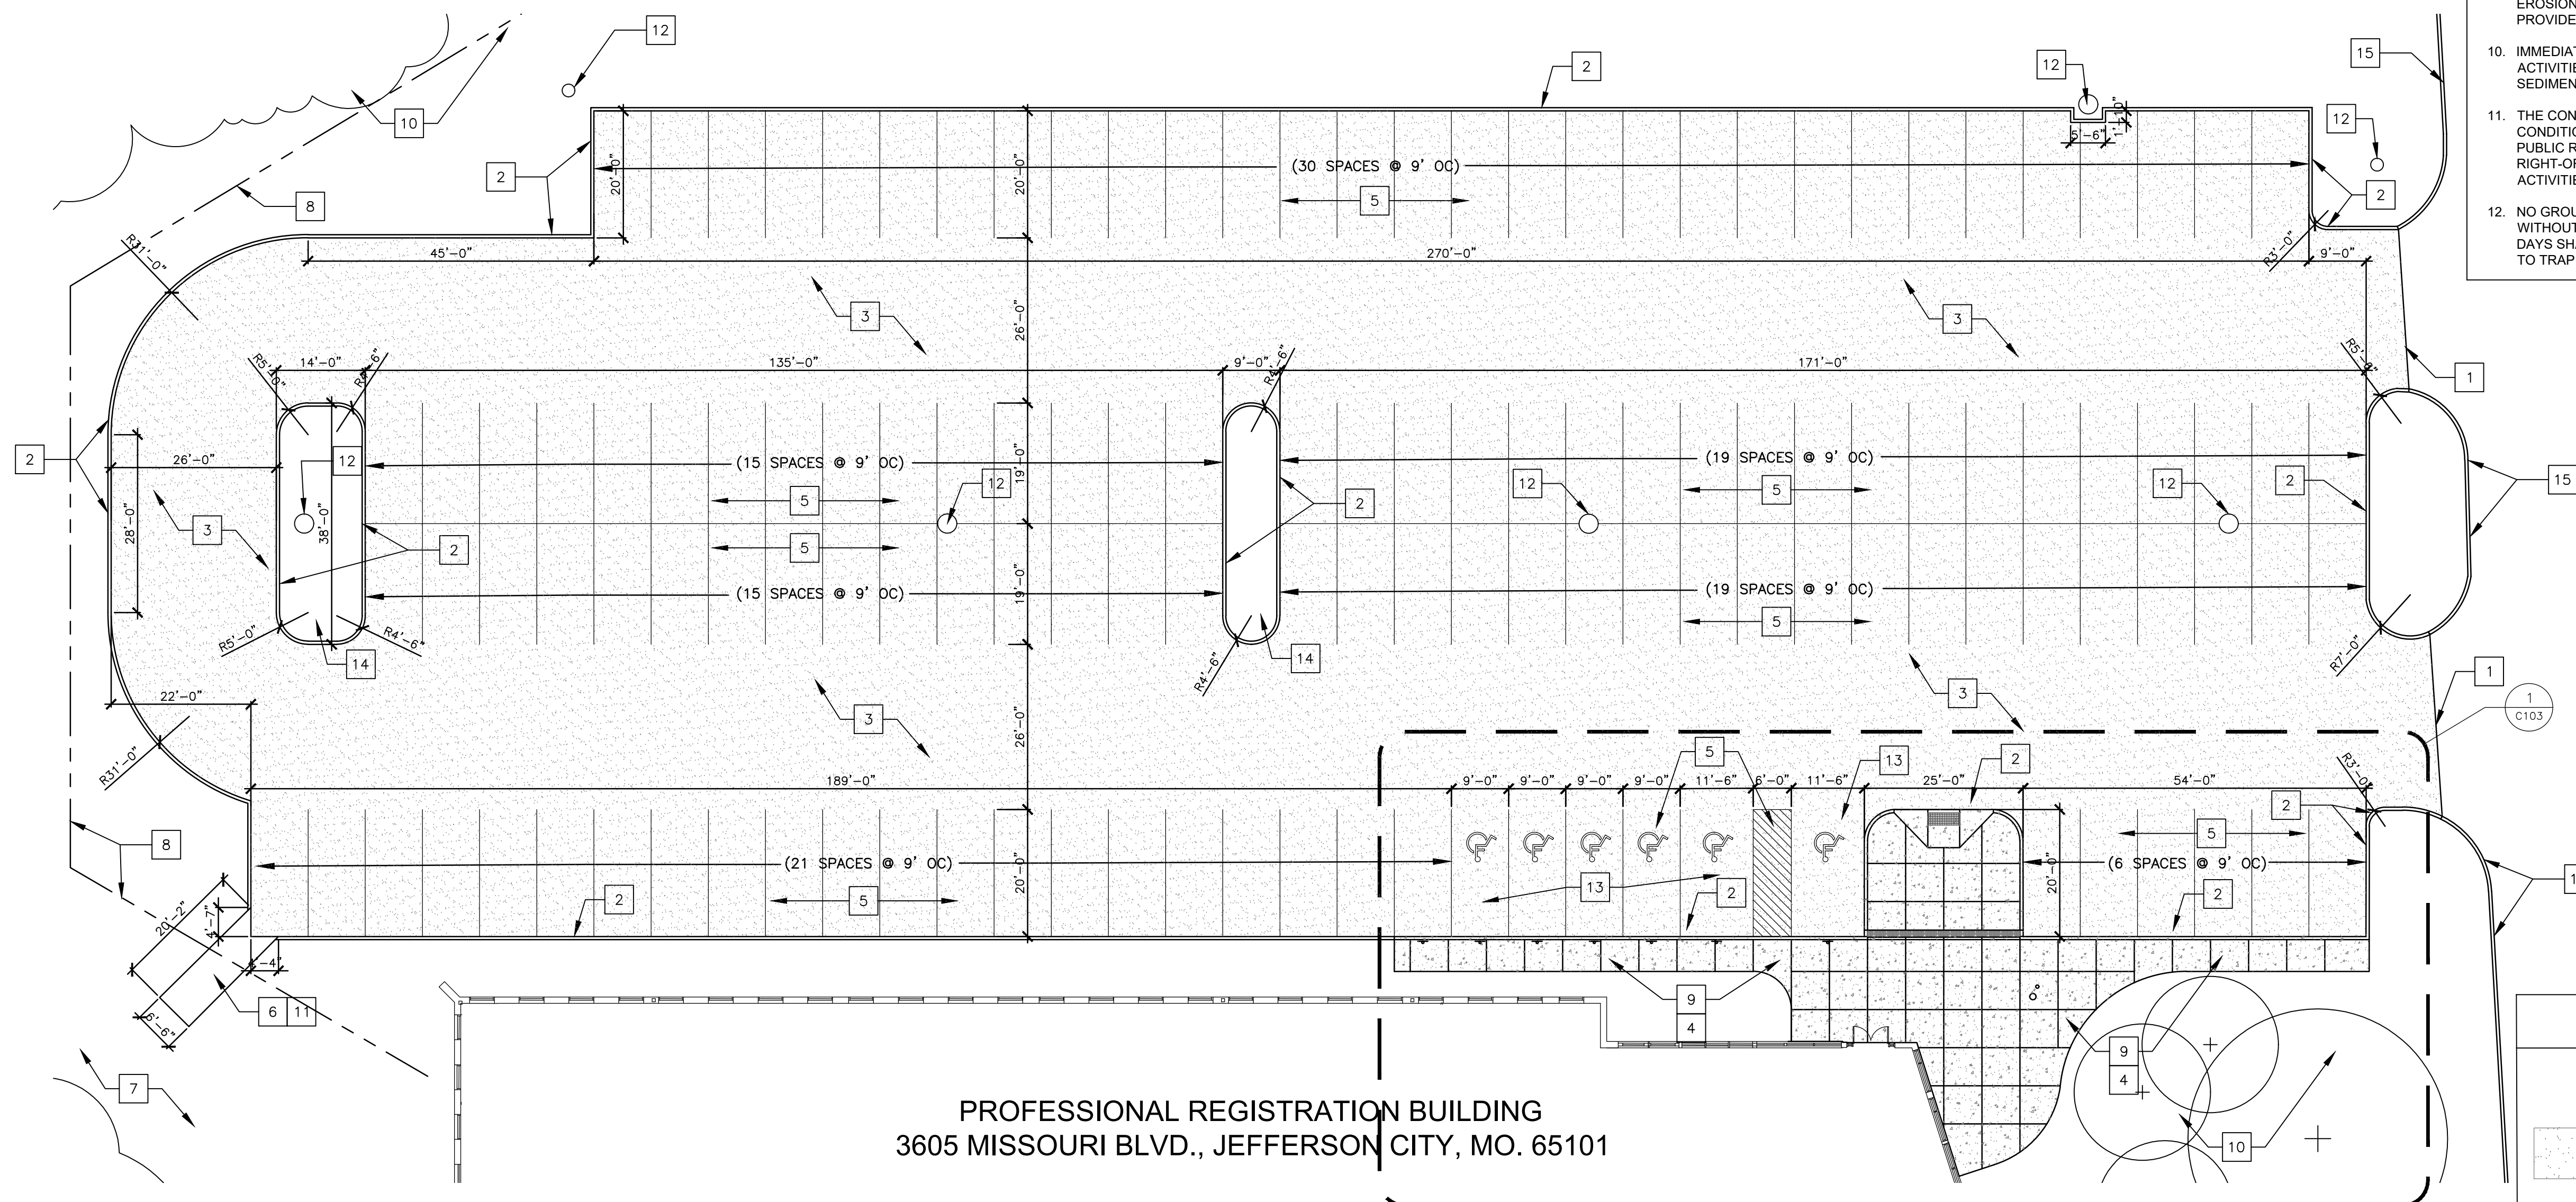 EROSION
PROVIDE
10. IMMEDIAT
ACTIVITIE
SEDIMEN
11. THE CON
CONDITIO
PUBLIC R
RIGHT-OF
ACTIVITIE
12. NO GROU
WITHOUT
DAYS SHA
TO TRAP
12
2
12
15
10
1'-10"
5'-6"
12
2
20'-0"
20'-0"
(30 SPACES @ 9' OC)
5
2
8
R31'-0"
45'-0"
270'-0"
R3'-0"
9'-0"
3
3
26'-0"
R5'-0"
14'-0"
135'-0"
9'-0"
R4'-6"
171'-0"
1
2
26'-0"
12
(15 SPACES @ 9' OC)
19'-0"
(19 SPACES @ 9' OC)
5
12
12
5
12
2
15
2
28'-0"
3
38'-0"
2
5
(15 SPACES @ 9' OC)
19'-0"
(19 SPACES @ 9' OC)
5
R5'-0"
R4'-6"
14
R4'-6"
14
R7'-0"
1
22'-0"
3
26'-0"
3
1
C103
R31'-0"
5
13
2
189'-0"
9'-0"
9'-0"
9'-0"
9'-0"
11'-6"
6'-0"
11'-6"
25'-0"
54'-0"
R3'-0"
2
8
(21 SPACES @ 9' OC)
5
2
20'-0"
13
2
20'-0"
5
(6 SPACES @ 9' OC)
2
20'-2"
4'-7"
6
11
6'-6"
7
9
4
9
4
10
PROFESSIONAL REGISTRATION BUILDING
3605 MISSOURI BLVD., JEFFERSON CITY, MO. 65101